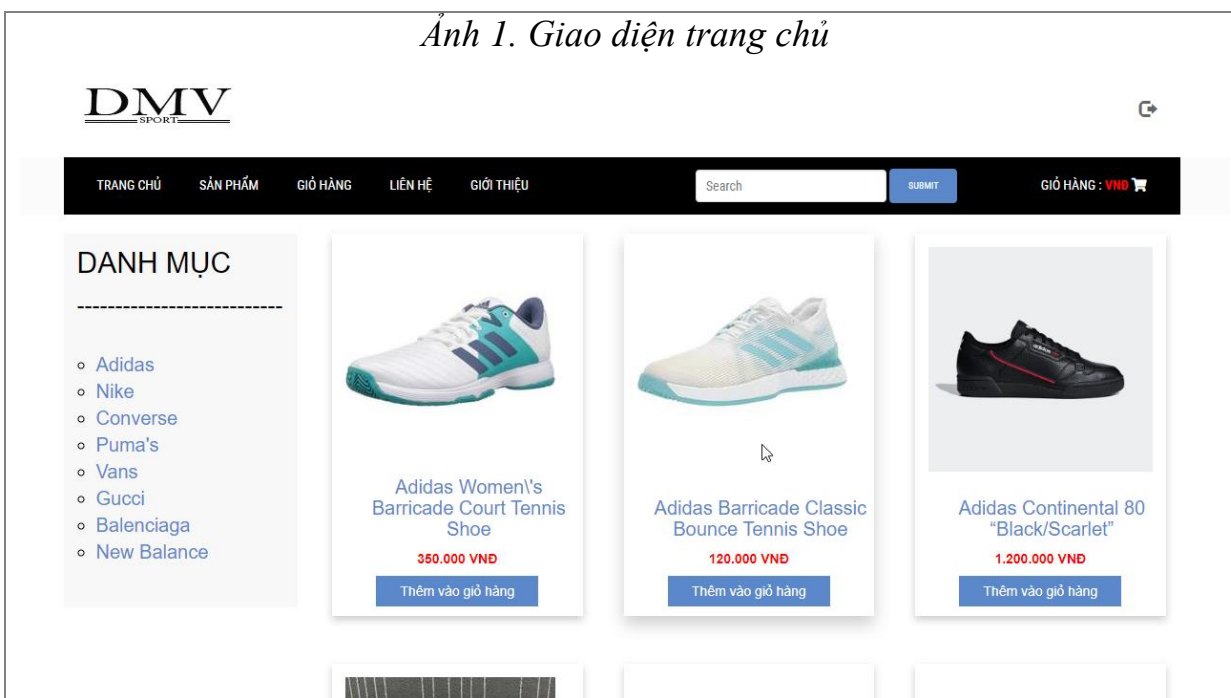 Ảnh 1. Giao diện trang chủ
DMV
SPORT
TRANG CHỦ SẢN PHẨM GIỎ HÀNG LIÊN HỆ GIỚI THIỆU Search SUBMIT GIỎ HÀNG : VNĐ
DANH MỤC
---------------------------
Adidas
Nike
Converse
Puma's
Vans
Gucci
Balenciaga
New Balance
Adidas Women\'s
Barricade Court Tennis
Shoe
350.000 VNĐ
Thêm vào giỏ hàng
Adidas Barricade Classic
Bounce Tennis Shoe
120.000 VNĐ
Thêm vào giỏ hàng
Adidas Continental 80
“Black/Scarlet”
1.200.000 VNĐ
Thêm vào giỏ hàng